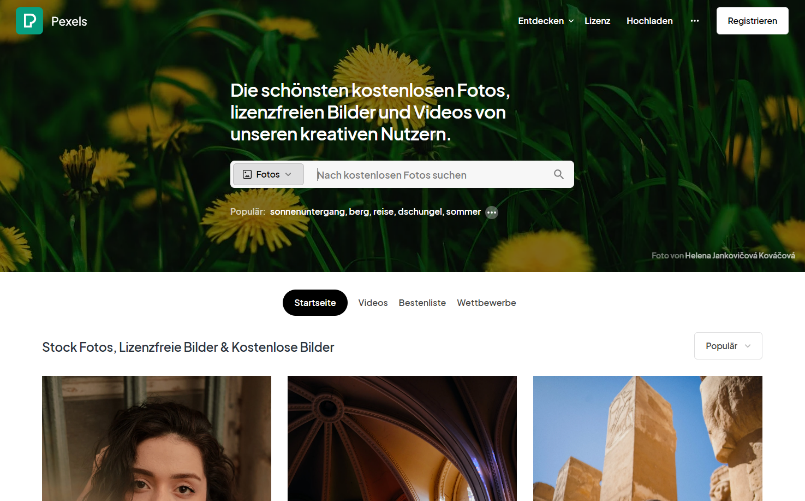 Pexels
Entdecken
Lizenz
Hochladen
Registrieren
Die schönsten kostenlosen Fotos,
lizenzfreien Bilder und Videos von
unseren kreativen Nutzern.
Fotos
Nach kostenlosen Fotos suchen
Populär: sonnenuntergang, berg, reise, dschungel, sommer
Foto von Helena Jankovičová Kováčová
Startseite
Videos
Bestenliste
Wettbewerbe
Stock Fotos, Lizenzfreie Bilder & Kostenlose Bilder
Populär